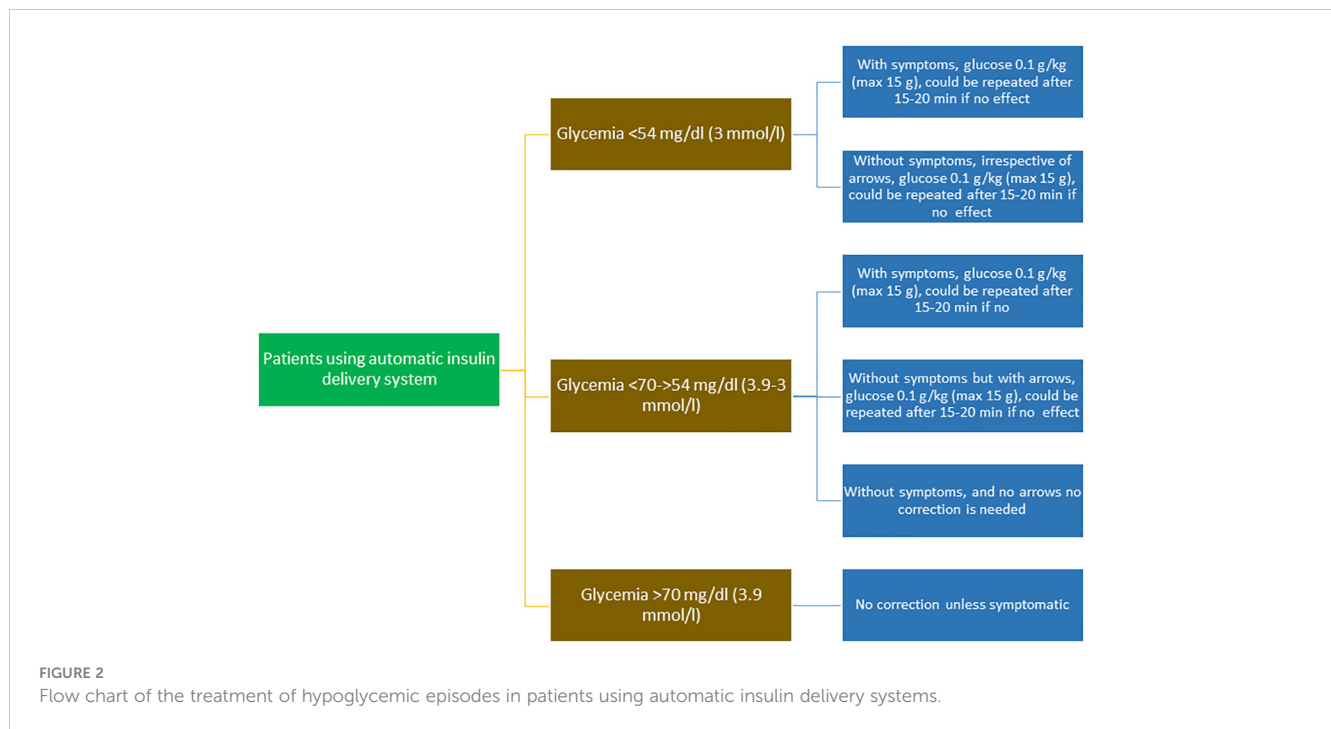 With symptoms, glucose 0.1 g/kg
(max 15 g), could be repeated after
15-20 min if no effect
Glycemia <54 mg/dl (3 mmol/l)
Without symptoms, irrespective of
arrows, glucose 0.1 g/kg (max 15 g),
could be repeated after 15-20 min if
no effect
With symptoms, glucose 0.1 g/kg
(max 15 g), could be repeated after
15-20 min if no
Patients using automatic insulin
delivery system
Glycemia <70->54 mg/dl (3.9-3
mmol/l)
Without symptoms but with arrows,
glucose 0.1 g/kg (max 15 g), could be
repeated after 15-20 min if no effect
Without symptoms, and no arrows no
correction is needed
Glycemia >70 mg/dl (3.9
mmol/l)
No correction unless symptomatic
FIGURE 2
Flow chart of the treatment of hypoglycemic episodes in patients using automatic insulin delivery systems.